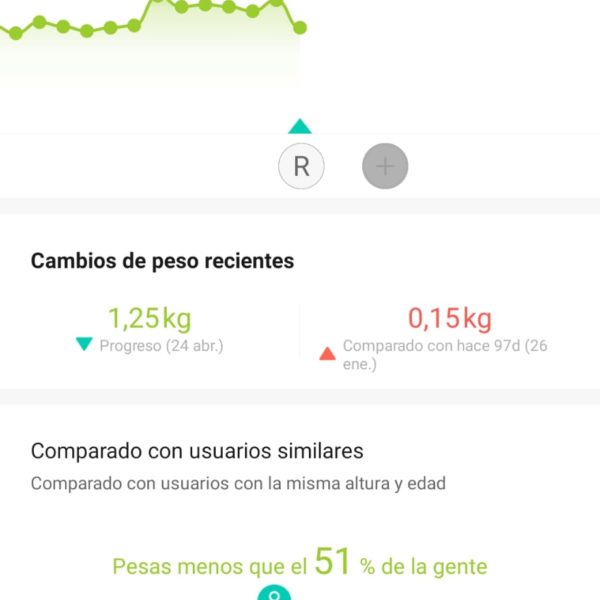 R
+
Cambios de peso recientes
1,25kg
Progreso (24 abr.)
0,15kg
Comparado con hace 97d (26
ene.)
Comparado con usuarios similares
Comparado con usuarios con la misma altura y edad
Pesas menos que el 51 % de la gente